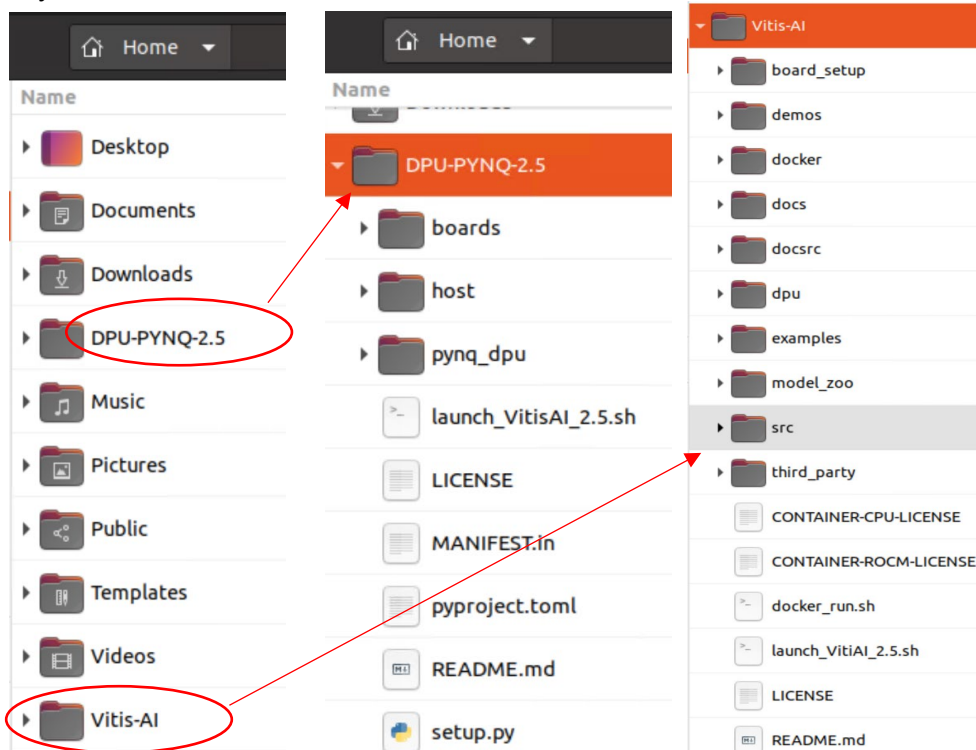 Home
Name
Desktop
Documents
Downloads
DPU-PYNQ-2.5
Music
Pictures
Public
Templates
Videos
Vitis-AI
Home
Name
DPU-PYNQ-2.5
boards
host
pynq_dpu
launch_VitisAI_2.5.sh
LICENSE
MANIFEST.in
pyproject.toml
README.md
setup.py
Vitis-AI
board_setup
demos
docker
docs
docsrc
dpu
examples
model_zoo
src
third_party
CONTAINER-CPU-LICENSE
CONTAINER-ROCM-LICENSE
docker_run.sh
launch_VitiAI_2.5.sh
LICENSE
README.md